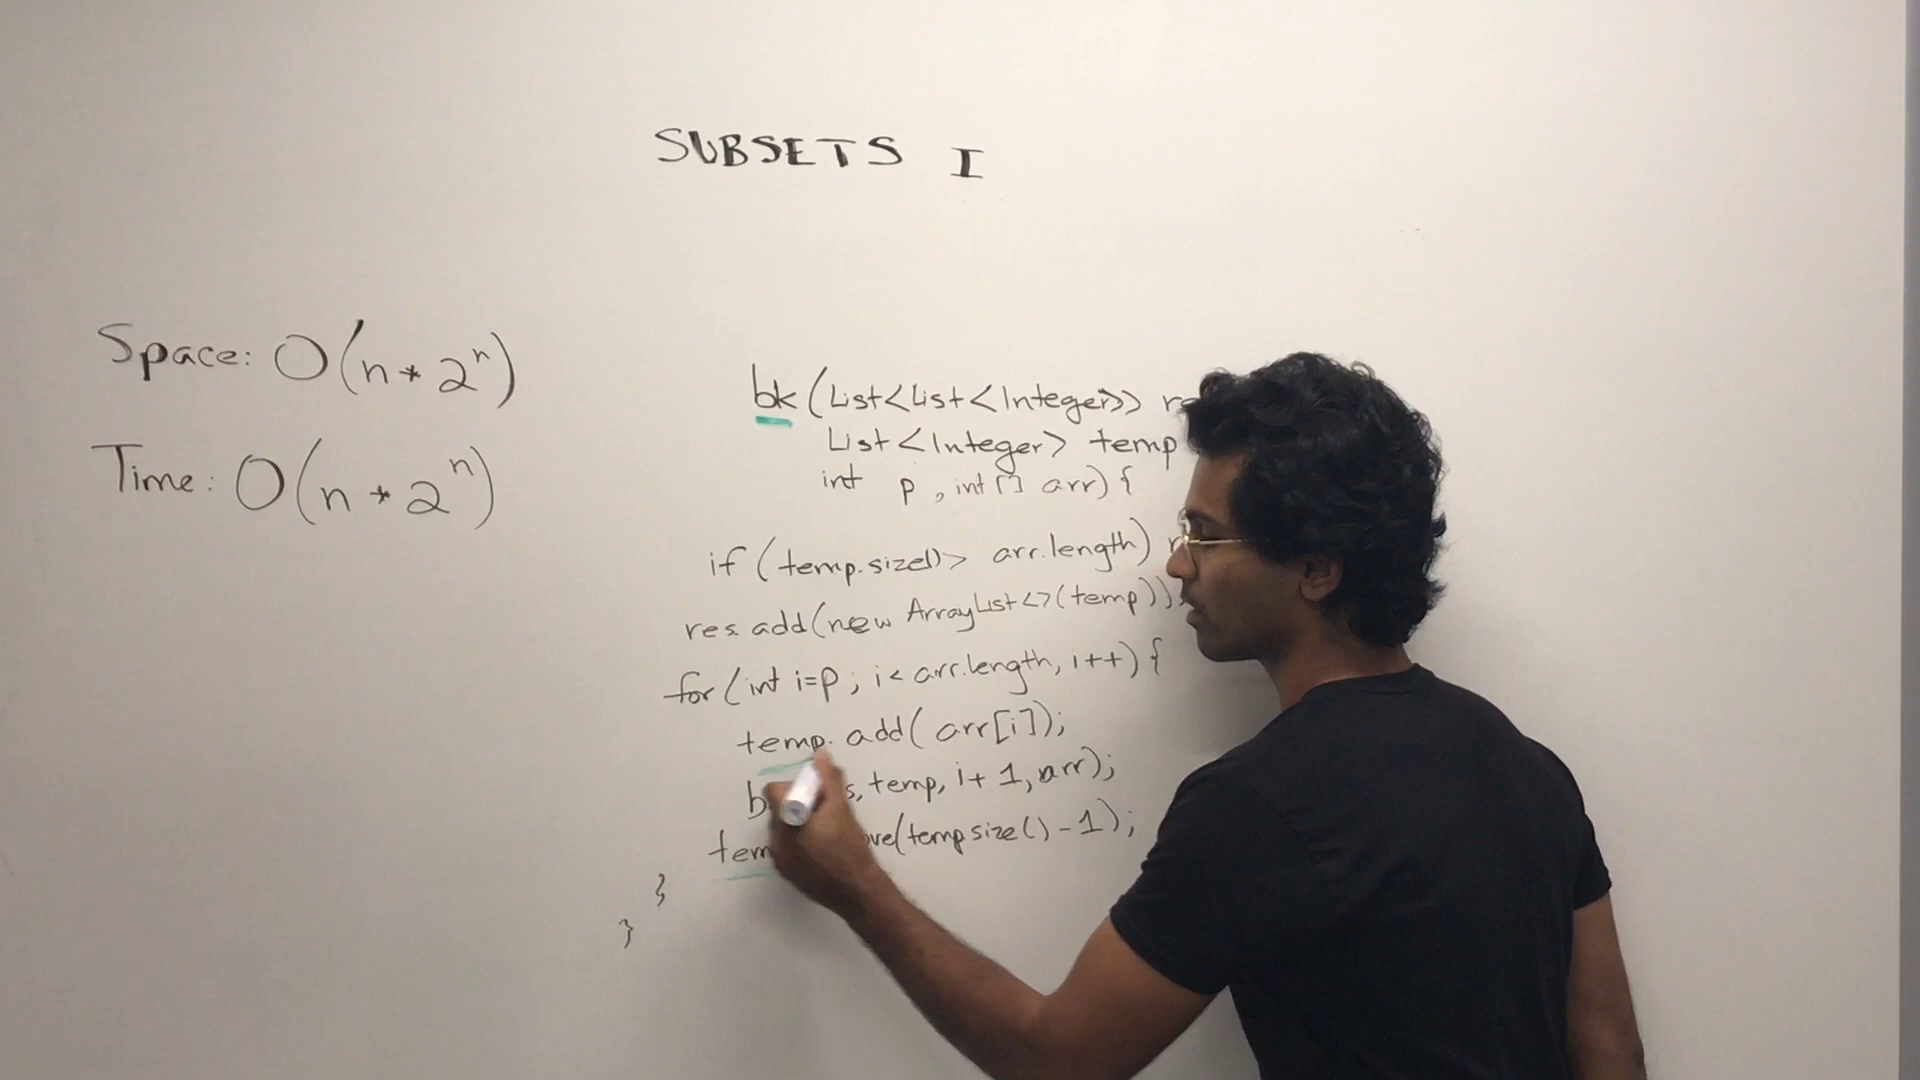 SUBSETS I
Space: O(n * 2^n)
Time: O(n * 2^n)
bk (List<List<Integer>>
List<Integer> temp
int p, int[] arr) {
if (temp.size()> arr.length)
res. add(new ArrayList<>(temp));
for (int i=p; i< arr.length, i++) {
temp. add( arr[i]);
temp, i+1, arr);
(temp size() -1);
}
}